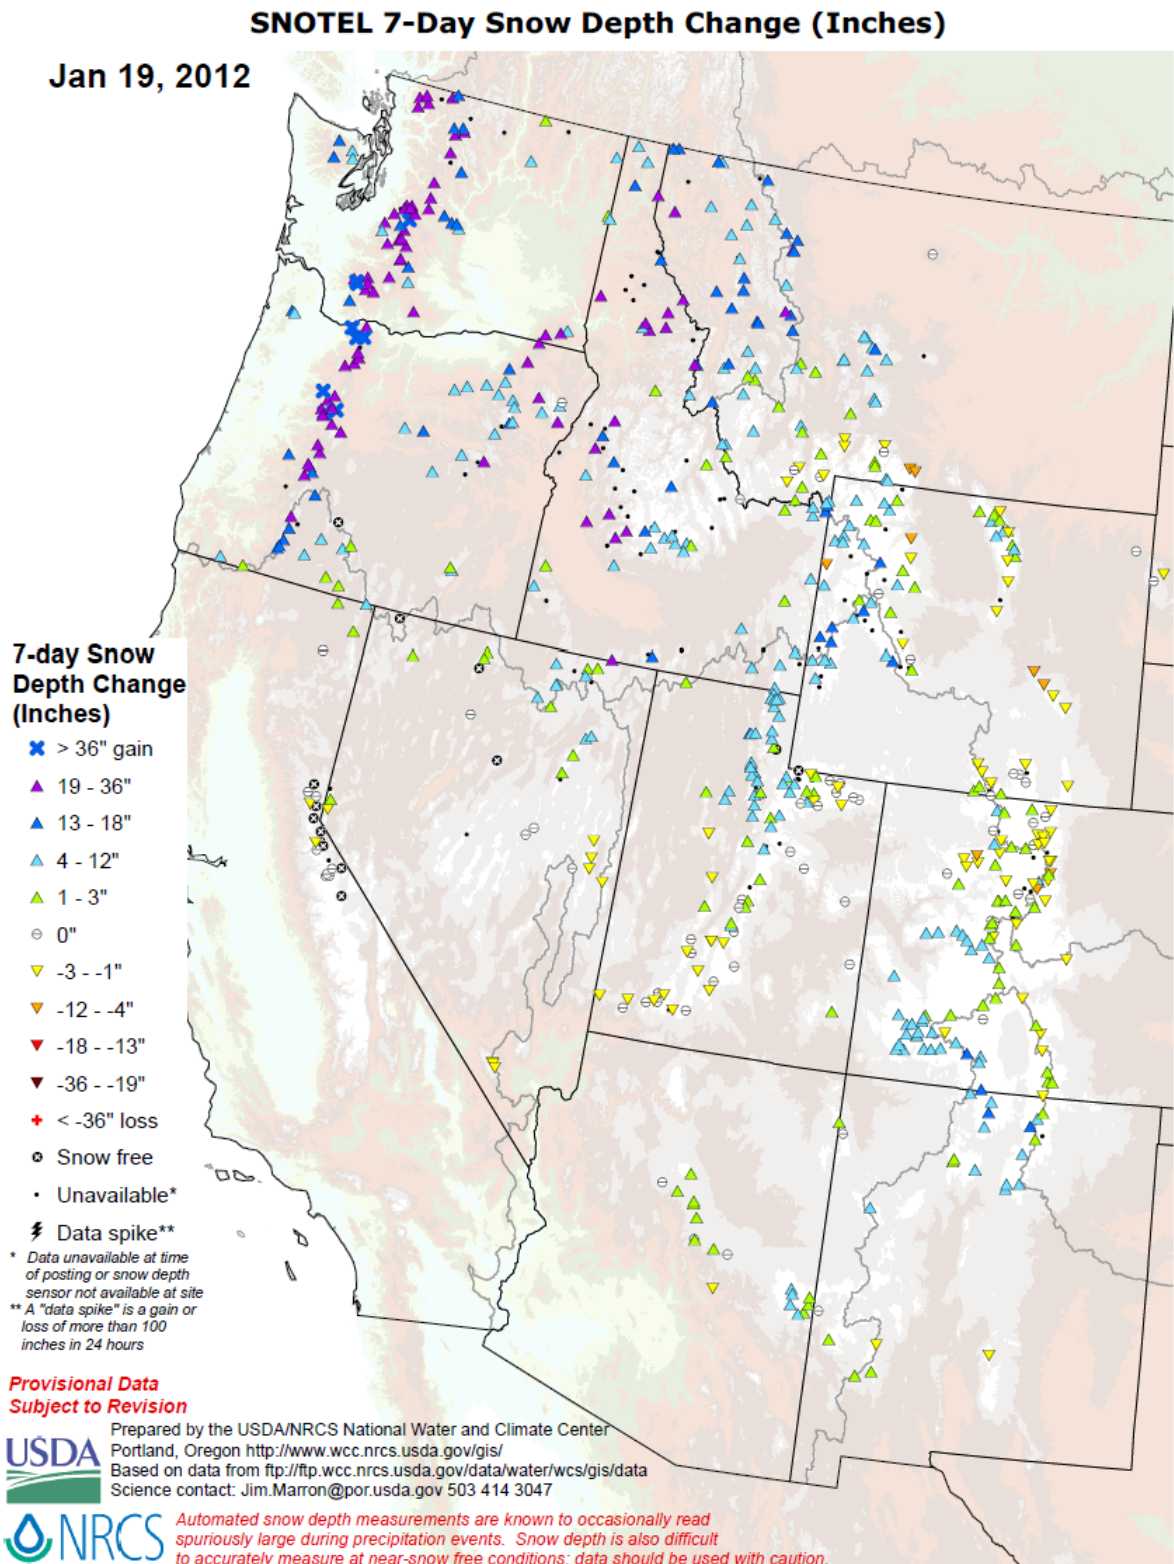 SNOTEL 7-Day Snow Depth Change (Inches)
Jan 19, 2012
7-day Snow
Depth Change
(Inches)
> 36" gain
19 - 36"
13 - 18"
4 - 12"
1 - 3"
0"
-3 - -1"
-12 - -4"
-18 - -13"
-36 - -19"
< -36" loss
Snow free
Unavailable*
Data spike**
* Data unavailable at time
of posting or snow depth
sensor not available at site
** A "data spike" is a gain or
loss of more than 100
inches in 24 hours
Provisional Data
Subject to Revision
USDA
Prepared by the USDA/NRCS National Water and Climate Center
Portland, Oregon http://www.wcc.nrcs.usda.gov/gis/
Based on data from ftp://ftp.wcc.nrcs.usda.gov/data/water/wcs/gis/data
Science contact: Jim.Marron@por.usda.gov 503 414 3047
NRCS
Automated snow depth measurements are known to occasionally read
spuriously large during precipitation events. Snow depth is also difficult
to accurately measure at near-snow free conditions; data should be used with caution.